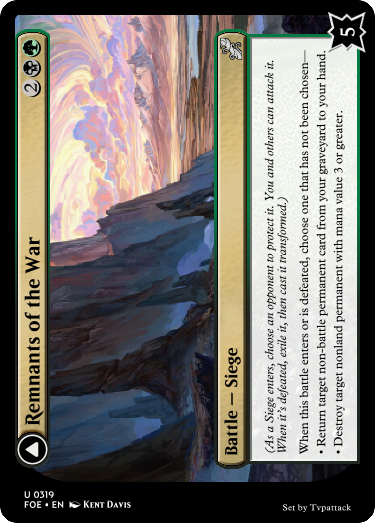 Remnants of the War
2
Battle — Siege
(As a Siege enters, choose an opponent to protect it. You and others can attack it.
When it's defeated, exile it, then cast it transformed.)
When this battle enters or is defeated, choose one that has not been chosen—
• Return target non-battle permanent card from your graveyard to your hand.
• Destroy target nonland permanent with mana value 3 or greater.
5
U 0319
FOE • EN KENT DAVIS
Set by Tvpattack